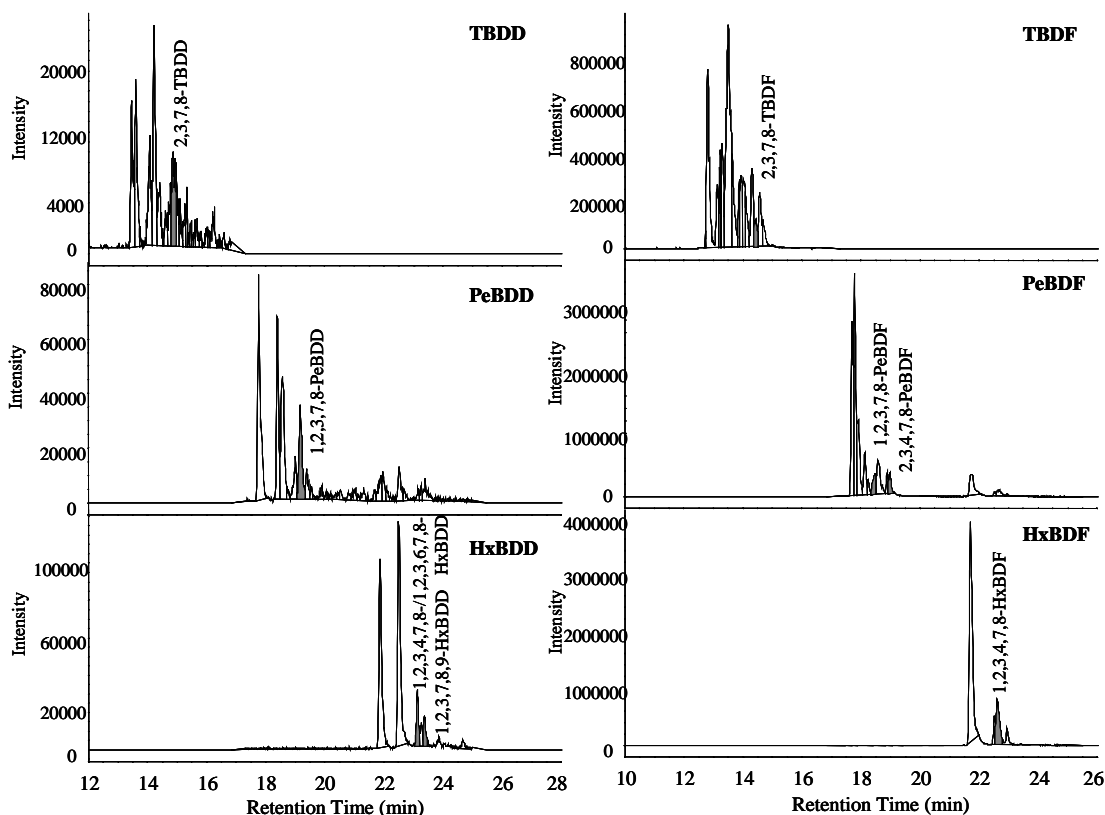 TBDD
Intensity
20000
12000
4000
0
2,3,7,8-TBDD
PeBDD
Intensity
80000
60000
40000
20000
0
1,2,3,7,8-PeBDD
HxBDD
Intensity
100000
60000
20000
0
1,2,3,4,7,8-/1,2,3,6,7,8-
HxBDD
1,2,3,7,8,9-HxBDD
12 14 16 18 20 22 24 26 28
Retention Time (min)
TBDF
Intensity
800000
600000
400000
200000
0
2,3,7,8-TBDF
PeBDF
Intensity
3000000
2000000
1000000
0
1,2,3,7,8-PeBDF
2,3,4,7,8-PeBDF
HxBDF
Intensity
4000000
3000000
2000000
1000000
0
1,2,3,4,7,8-HxBDF
10 12 14 16 18 20 22 24 26
Retention Time (min)